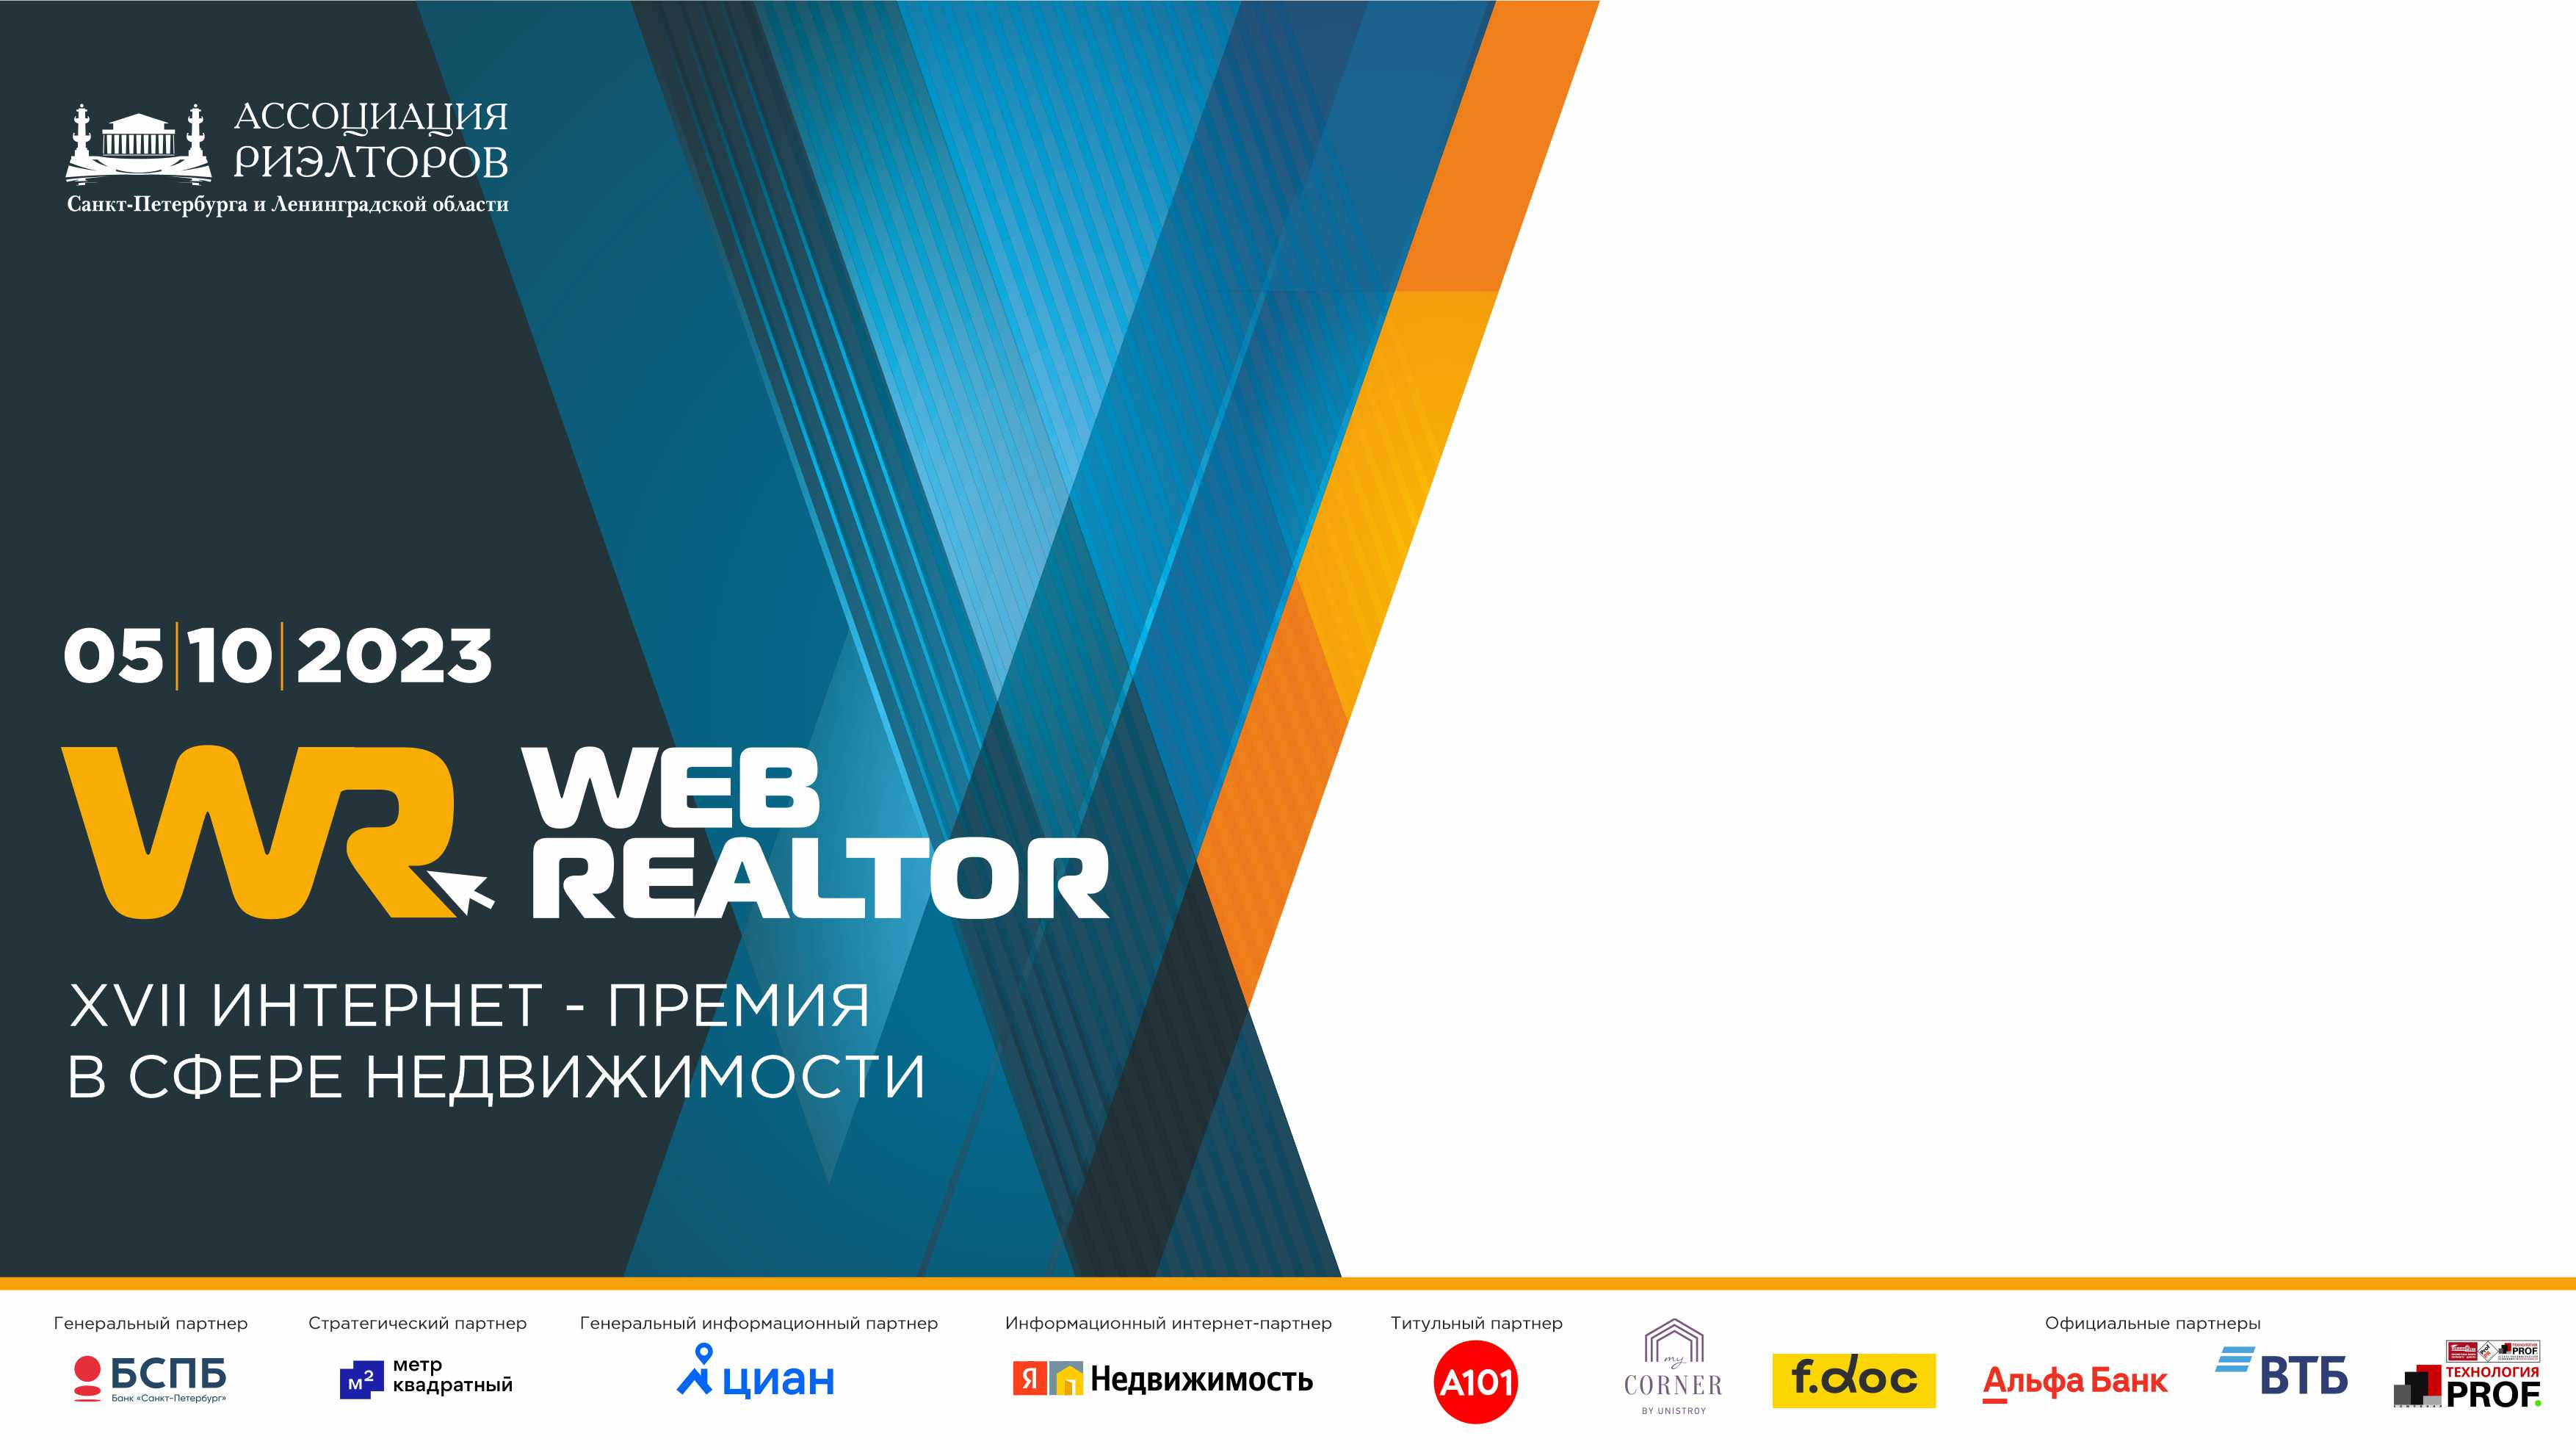 АССОЦИАЦИЯ
РИЭЛТОРОВ
Санкт-Петербурга и Ленинградской области
05|10|2023
WR
WEB
REALTOR
XVII ИНТЕРНЕТ - ПРЕМИЯ
В СФЕРЕ НЕДВИЖИМОСТИ
Генеральный партнер
БСПБ
Банк «Санкт-Петербург»
Стратегический партнер
м²
метр
квадратный
Генеральный информационный партнер
циан
Информационный интернет-партнер
Я Недвижимость
Титульный партнер
А101
my
CORNER
BY UNISTROY
f.doc
Официальные партнеры
Альфа Банк
ВТБ
PROF
ТЕХНОЛОГИЯ
PROF.